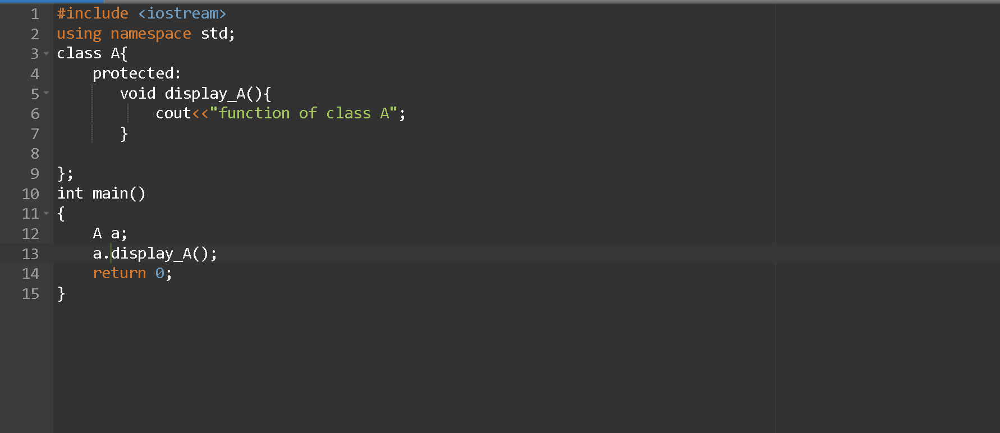 1 #include <iostream>
2 using namespace std;
3 class A{
4     protected:
5        void display_A(){
6            cout<<"function of class A";
7        }
8
9 };
10 int main()
11 {
12     A a;
13     a.display_A();
14     return 0;
15 }